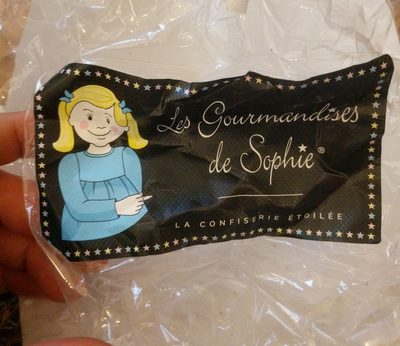 Les Gourmandises
de Sophie®
LA CONFISERIE ÉTOILÉE